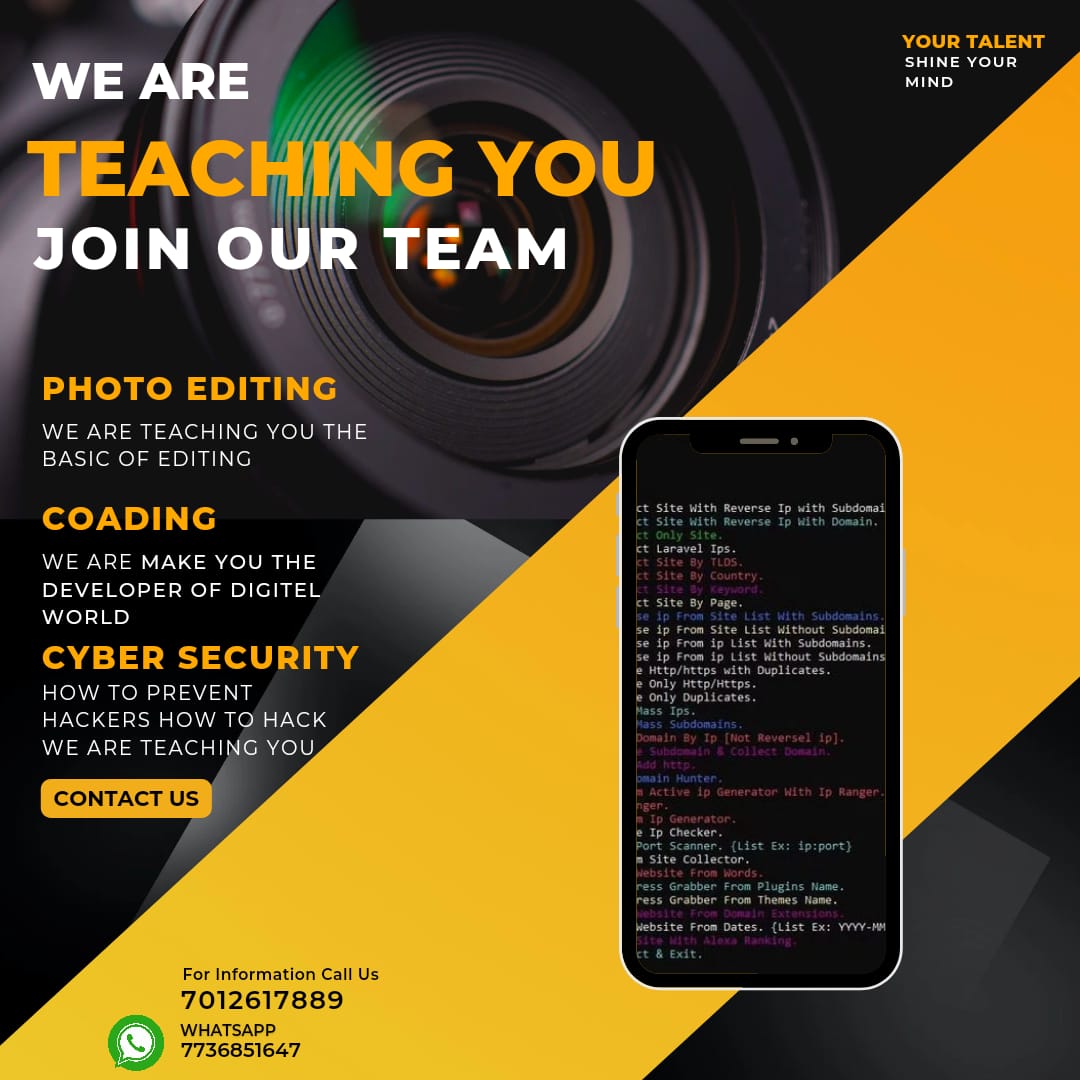 WE ARE
TEACHING YOU
JOIN OUR TEAM
YOUR TALENT
SHINE YOUR
MIND
PHOTO EDITING
WE ARE TEACHING YOU THE
BASIC OF EDITING
COADING
WE ARE MAKE YOU THE
DEVELOPER OF DIGITEL
WORLD
CYBER SECURITY
HOW TO PREVENT
HACKERS HOW TO HACK
WE ARE TEACHING YOU
CONTACT US
ct Site With Reverse Ip with Subdomai
ct Site With Reverse Ip With Domain.
ct Only Site.
ct Laravel Ips.
ct Site By TLDS.
ct Site By Country.
ct Site By Keyword.
ct Site By Page.
se ip From Site List With Subdomains.
se ip From Site List Without Subdomai
se ip From ip List With Subdomains.
se ip From ip List Without Subdomains
e Http/https with Duplicates.
e Only Http/Https.
e Only Duplicates.
Mass Ips.
Mass Subdomains.
Domain By Ip [Not Reversel ip].
e Subdomain & Collect Domain.
Add http.
omain Hunter.
m Active ip Generator With Ip Ranger.
nger.
m Ip Generator.
e Ip Checker.
Port Scanner. {List Ex: ip:port}
m Site Collector.
Website From Words.
ress Grabber From Plugins Name.
ress Grabber From Themes Name.
Website From Domain Extensions.
Website From Dates. {List Ex: YYYY-MM
Site With Alexa Ranking.
ct & Exit.
For Information Call Us
7012617889
WHATSAPP
7736851647